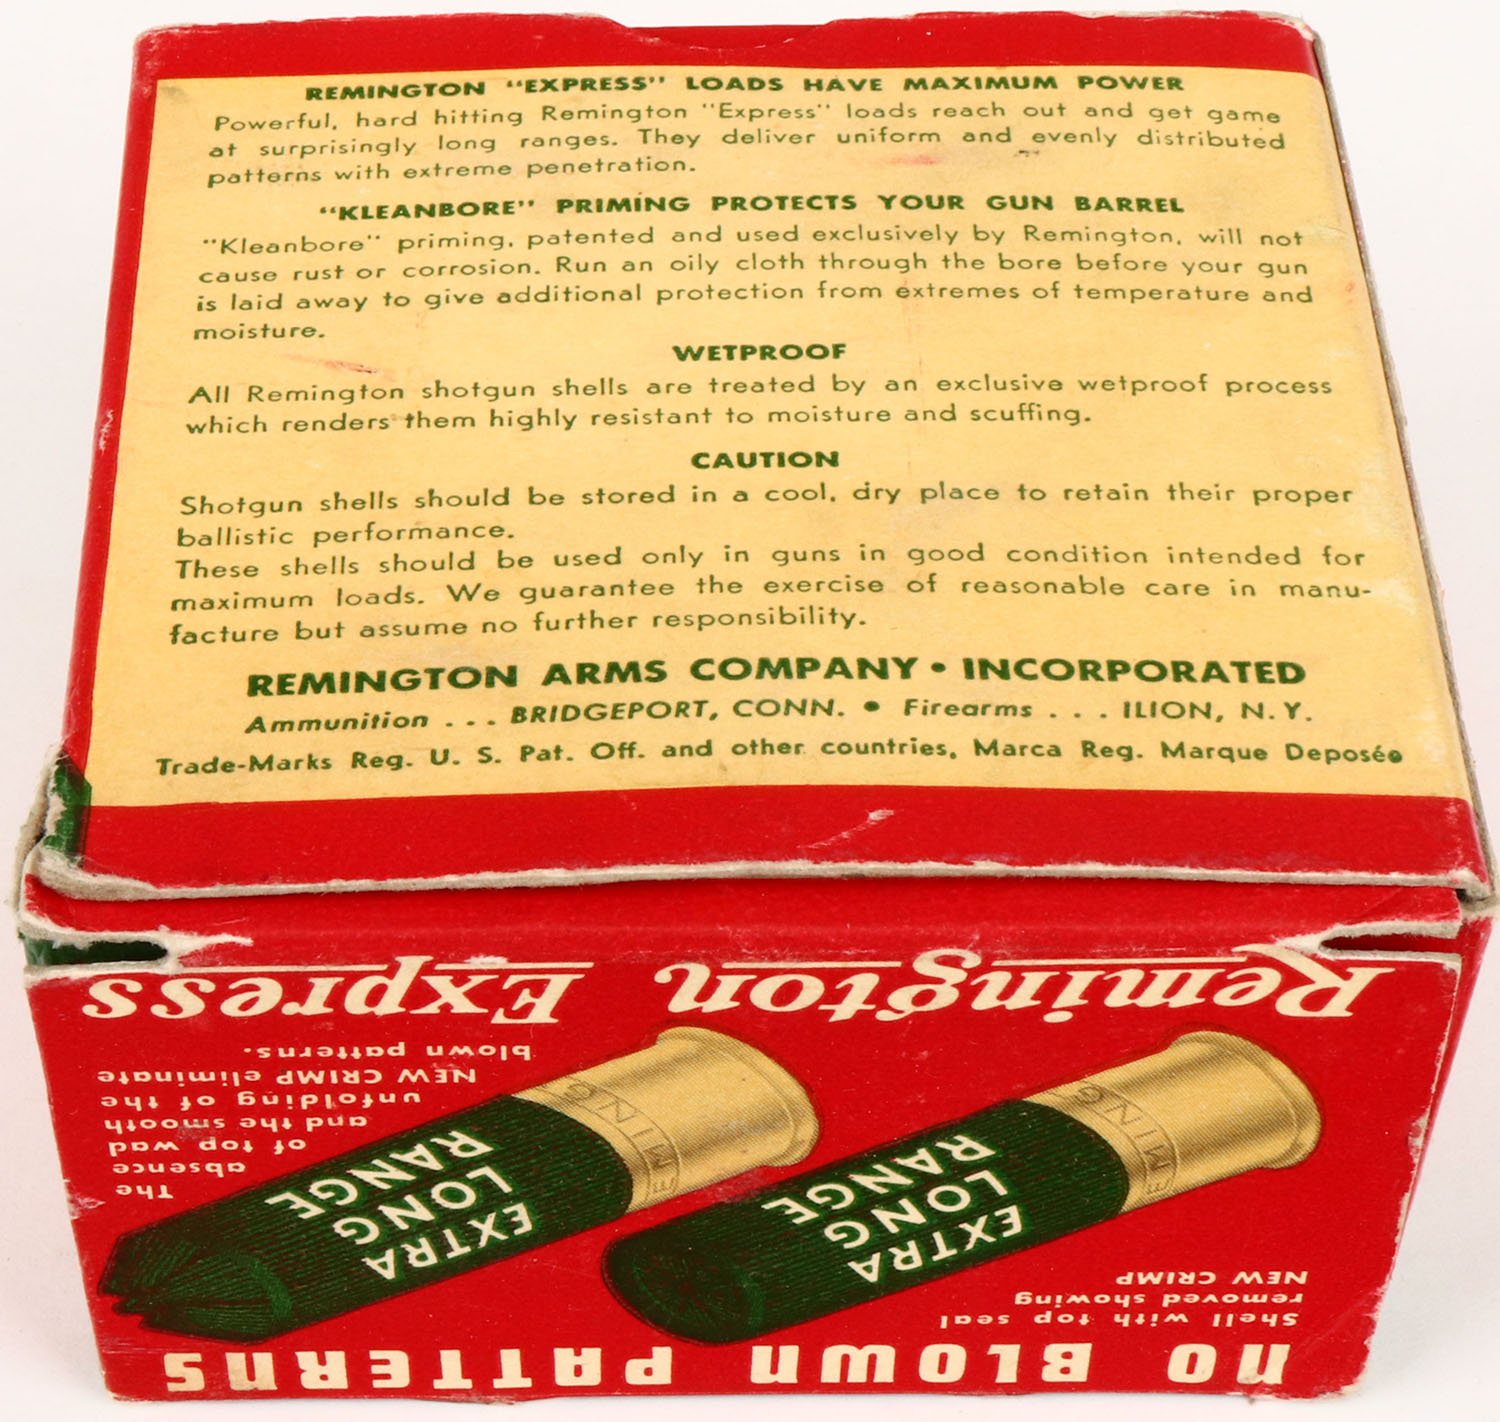 REMINGTON "EXPRESS" LOADS HAVE MAXIMUM POWER
Powerful, hard hitting Remington "Express" loads reach out and get game
at surprisingly long ranges. They deliver uniform and evenly distributed
patterns with extreme penetration.
"KLEANBORE" PRIMING PROTECTS YOUR GUN BARREL
"Kleanbore" priming, patented and used exclusively by Remington, will not
cause rust or corrosion. Run an oily cloth through the bore before your gun
is laid away to give additional protection from extremes of temperature and
moisture.
WETPROOF
All Remington shotgun shells are treated by an exclusive wetproof process
which renders them highly resistant to moisture and scuffing.
CAUTION
Shotgun shells should be stored in a cool, dry place to retain their proper
ballistic performance.
These shells should be used only in guns in good condition intended for
maximum loads. We guarantee the exercise of reasonable care in manu-
facture but assume no further responsibility.
REMINGTON ARMS COMPANY • INCORPORATED
Ammunition . . . BRIDGEPORT, CONN. • Firearms . . . ILION, N. Y.
Trade-Marks Reg. U. S. Pat. Off. and other countries, Marca Reg. Marque Deposée
NO BLOWN PATTERNS
Shell with top seal
removed showing
NEW CRIMP
EXTRA
LONG
RANGE
EMING
EXTRA
LONG
RANGE
EMING
The
absence
of top wad
and the smooth
unfolding of the
NEW CRIMP eliminate
blown patterns.
Remington Express